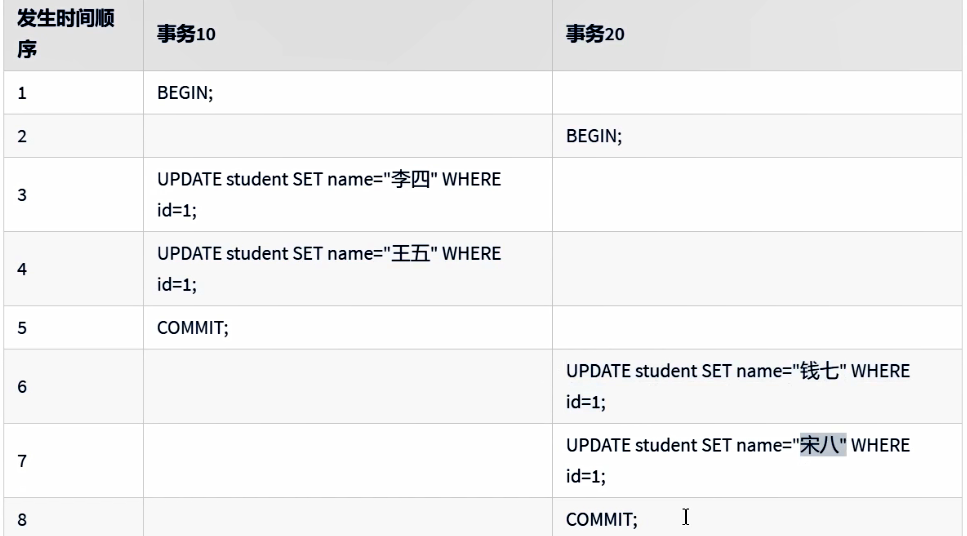 发生时间顺
序
事务10
事务20
1
BEGIN;
2
BEGIN;
3
UPDATE student SET name="李四" WHERE
id=1;
4
UPDATE student SET name="王五" WHERE
id=1;
5
COMMIT;
6
UPDATE student SET name="钱七" WHERE
id=1;
7
UPDATE student SET name="宋八" WHERE
id=1;
8
COMMIT;